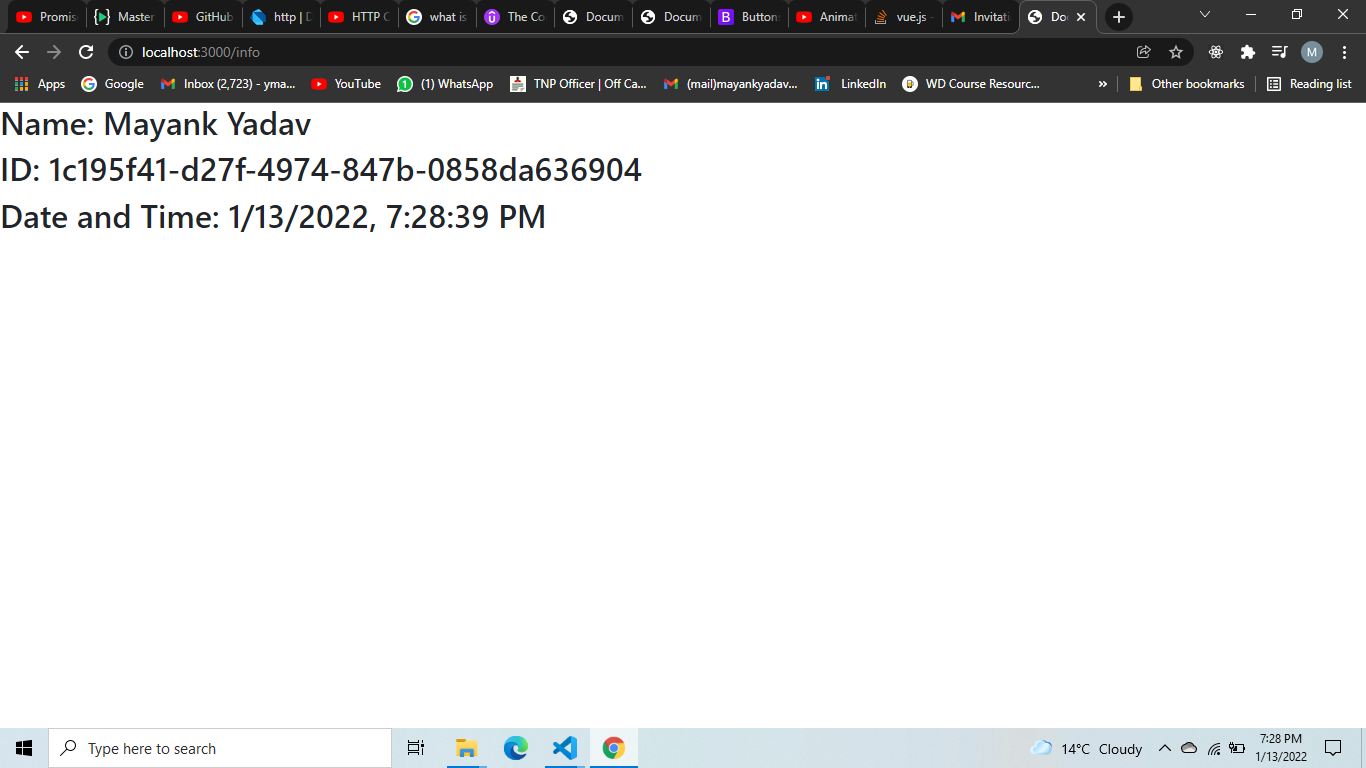 Promis
Master
GitHub
http | D
HTTP C
what is
The Co
Docum
Docum
B
Button
Animat
vue.js -
Invitati
Do
localhost:3000/info
M
Apps
Google
Inbox (2,723) – yma...
YouTube
1
(1) WhatsApp
TNP Officer | Off Ca...
(mail)mayankyadav...
in
LinkedIn
WD Course Resourc...
»
Other bookmarks
Reading list
Name: Mayank Yadav
ID: 1c195f41-d27f-4974-847b-0858da636904
Date and Time: 1/13/2022, 7:28:39 PM
Type here to search
14°C Cloudy
7:28 PM
1/13/2022